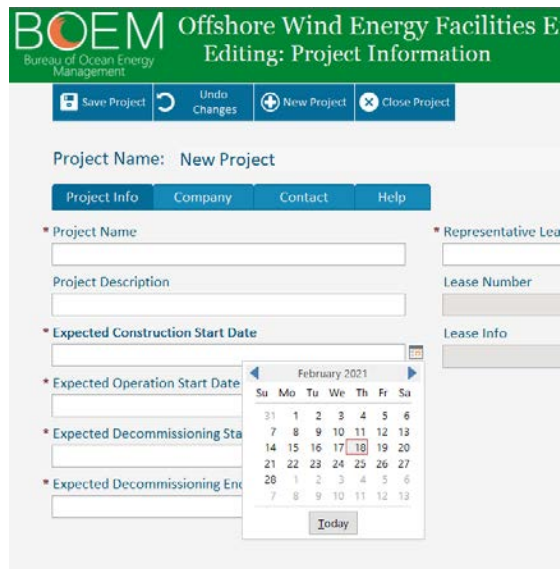 BOEM
Bureau of Ocean Energy
Management
Offshore Wind Energy Facilities E
Editing: Project Information
Save Project
Undo
Changes
New Project
Close Project
Project Name: New Project
Project Info Company Contact Help
* Project Name
* Representative Lea
Project Description
Lease Number
* Expected Construction Start Date
Lease Info
February 2021
Su Mo Tu We Th Fr Sa
31 1 2 3 4 5 6
7 8 9 10 11 12 13
14 15 16 17 18 19 20
21 22 23 24 25 26 27
28 1 2 3 4 5 6
7 8 9 10 11 12 13
Today
* Expected Operation Start Date
* Expected Decommissioning Sta
* Expected Decommissioning End